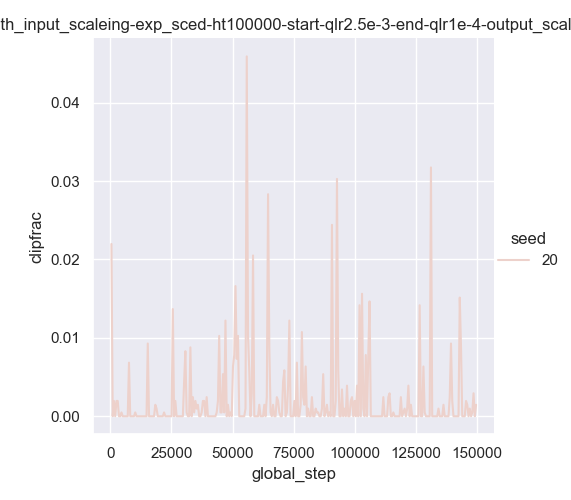 th_input_scaleing-exp_sced-ht100000-start-qlr2.5e-3-end-qlr1e-4-output_scal
0.04
0.03
0.02
0.01
0.00
clipfrac
0 25000 50000 75000 100000 125000 150000
global_step
seed
20